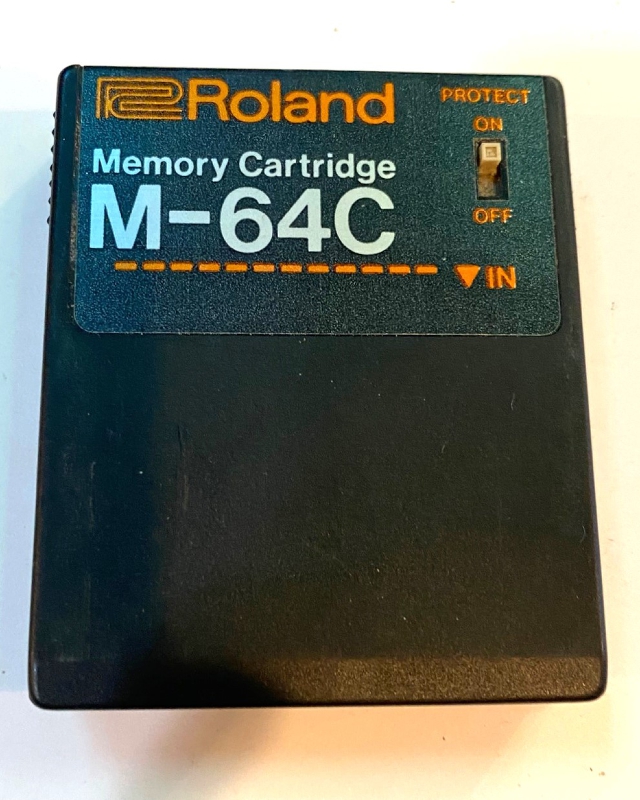 Roland
PROTECT
ON
Memory Cartridge
M-64C
OFF
▼IN